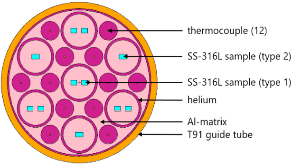 thermocouple (12)
SS-316L sample (type 2)
SS-316L sample (type 1)
helium
Al-matrix
T91 guide tube